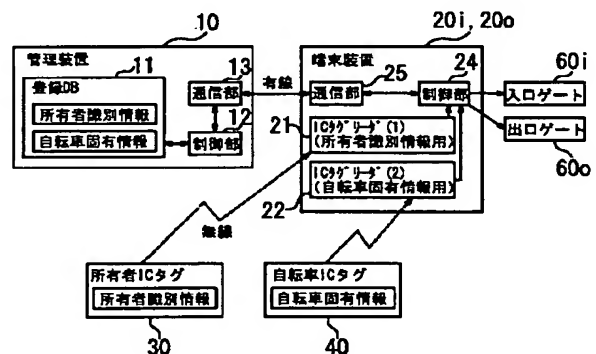 10
20i, 20o
管理装置
11
登録DB
所有者識別情報
自転車固有情報
13
通信部
制御部
12
有線
端末装置
通信部
25
24
制御部
60i
入口ゲート
出口ゲート
60o
21
ICタグリーダ(1)
(所有者識別情報用)
ICタグリーダ(2)
(自転車固有情報用)
22
無線
所有者ICタグ
所有者識別情報
30
自転車ICタグ
自転車固有情報
40